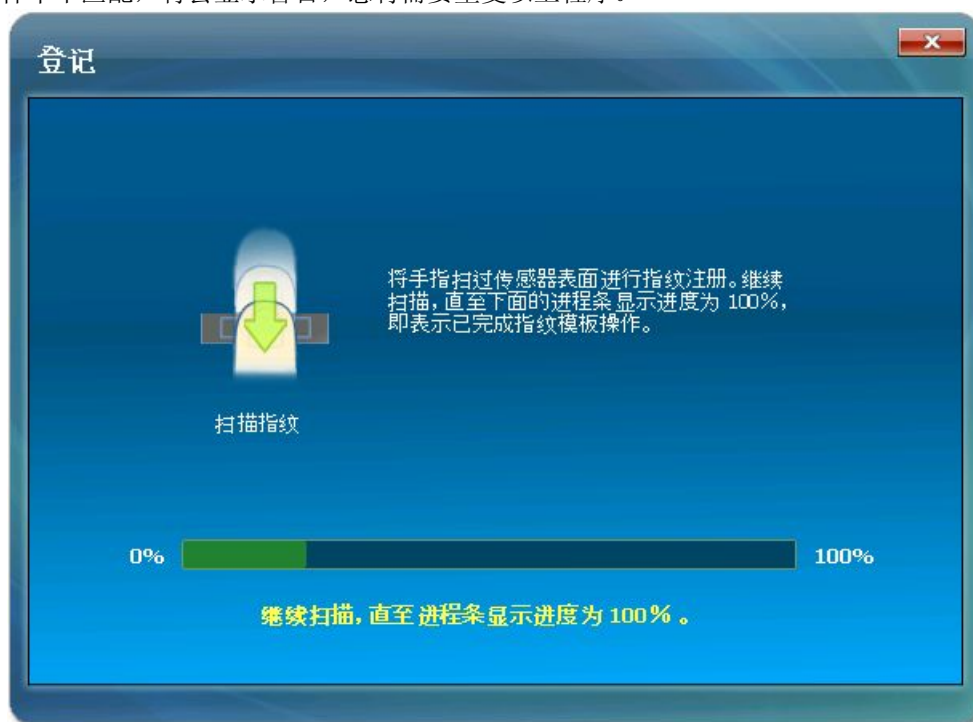 登记
将手指扫过传感器表面进行指纹注册。继续
扫描，直至下面的进程条显示进度为 100%，
即表示已完成指纹模板操作。
扫描指纹
0%
100%
继续扫描，直至进程条显示进度为 100% 。